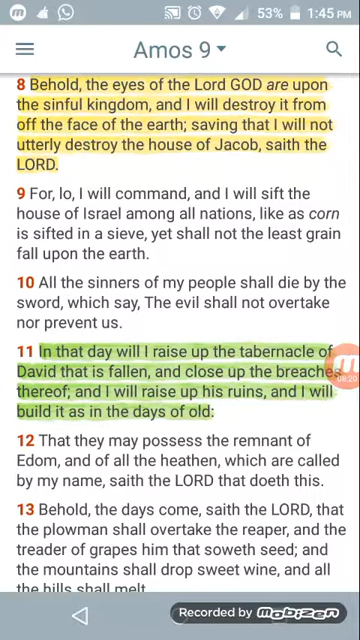 53% 1:45 PM
Amos 9
8 Behold, the eyes of the Lord GOD are upon
the sinful kingdom, and I will destroy it from
off the face of the earth; saving that I will not
utterly destroy the house of Jacob, saith the
LORD.
9 For, lo, I will command, and I will sift the
house of Israel among all nations, like as corn
is sifted in a sieve, yet shall not the least grain
fall upon the earth.
10 All the sinners of my people shall die by the
sword, which say, The evil shall not overtake
nor prevent us.
11 In that day will I raise up the tabernacle of
David that is fallen, and close up the breaches
thereof; and I will raise up his ruins, and I will
build it as in the days of old:
08:20
12 That they may possess the remnant of
Edom, and of all the heathen, which are called
by my name, saith the LORD that doeth this.
13 Behold, the days come, saith the LORD, that
the plowman shall overtake the reaper, and the
treader of grapes him that soweth seed; and
the mountains shall drop sweet wine, and all
the hills shall melt.
Recorded by mobizen